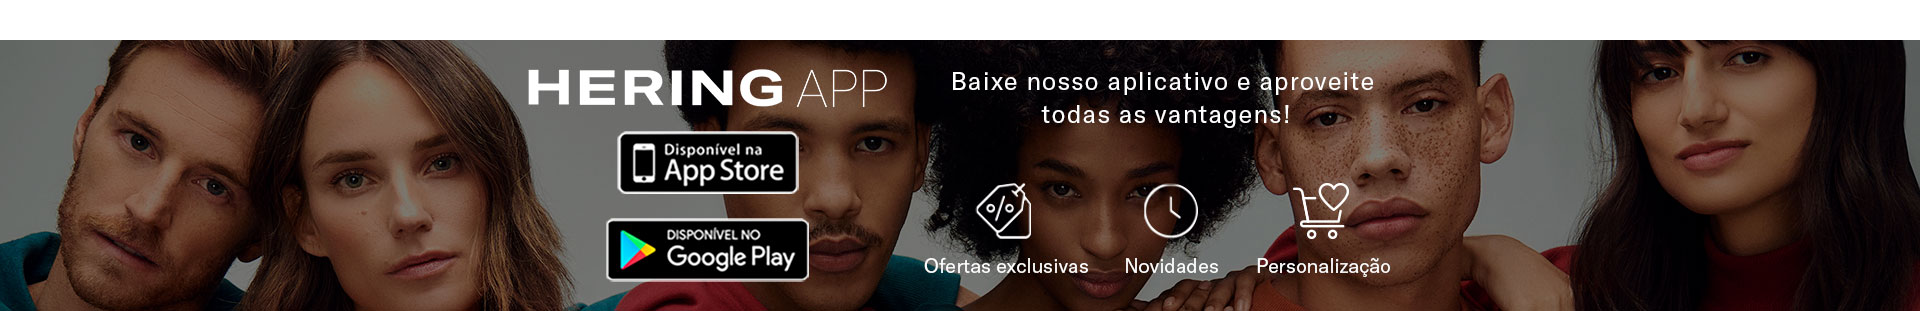 HERING APP
Disponível na
App Store
DISPONÍVEL NO
Google Play
Baixe nosso aplicativo e aproveite
todas as vantagens!
%
Ofertas exclusivas
Novidades
Personalização